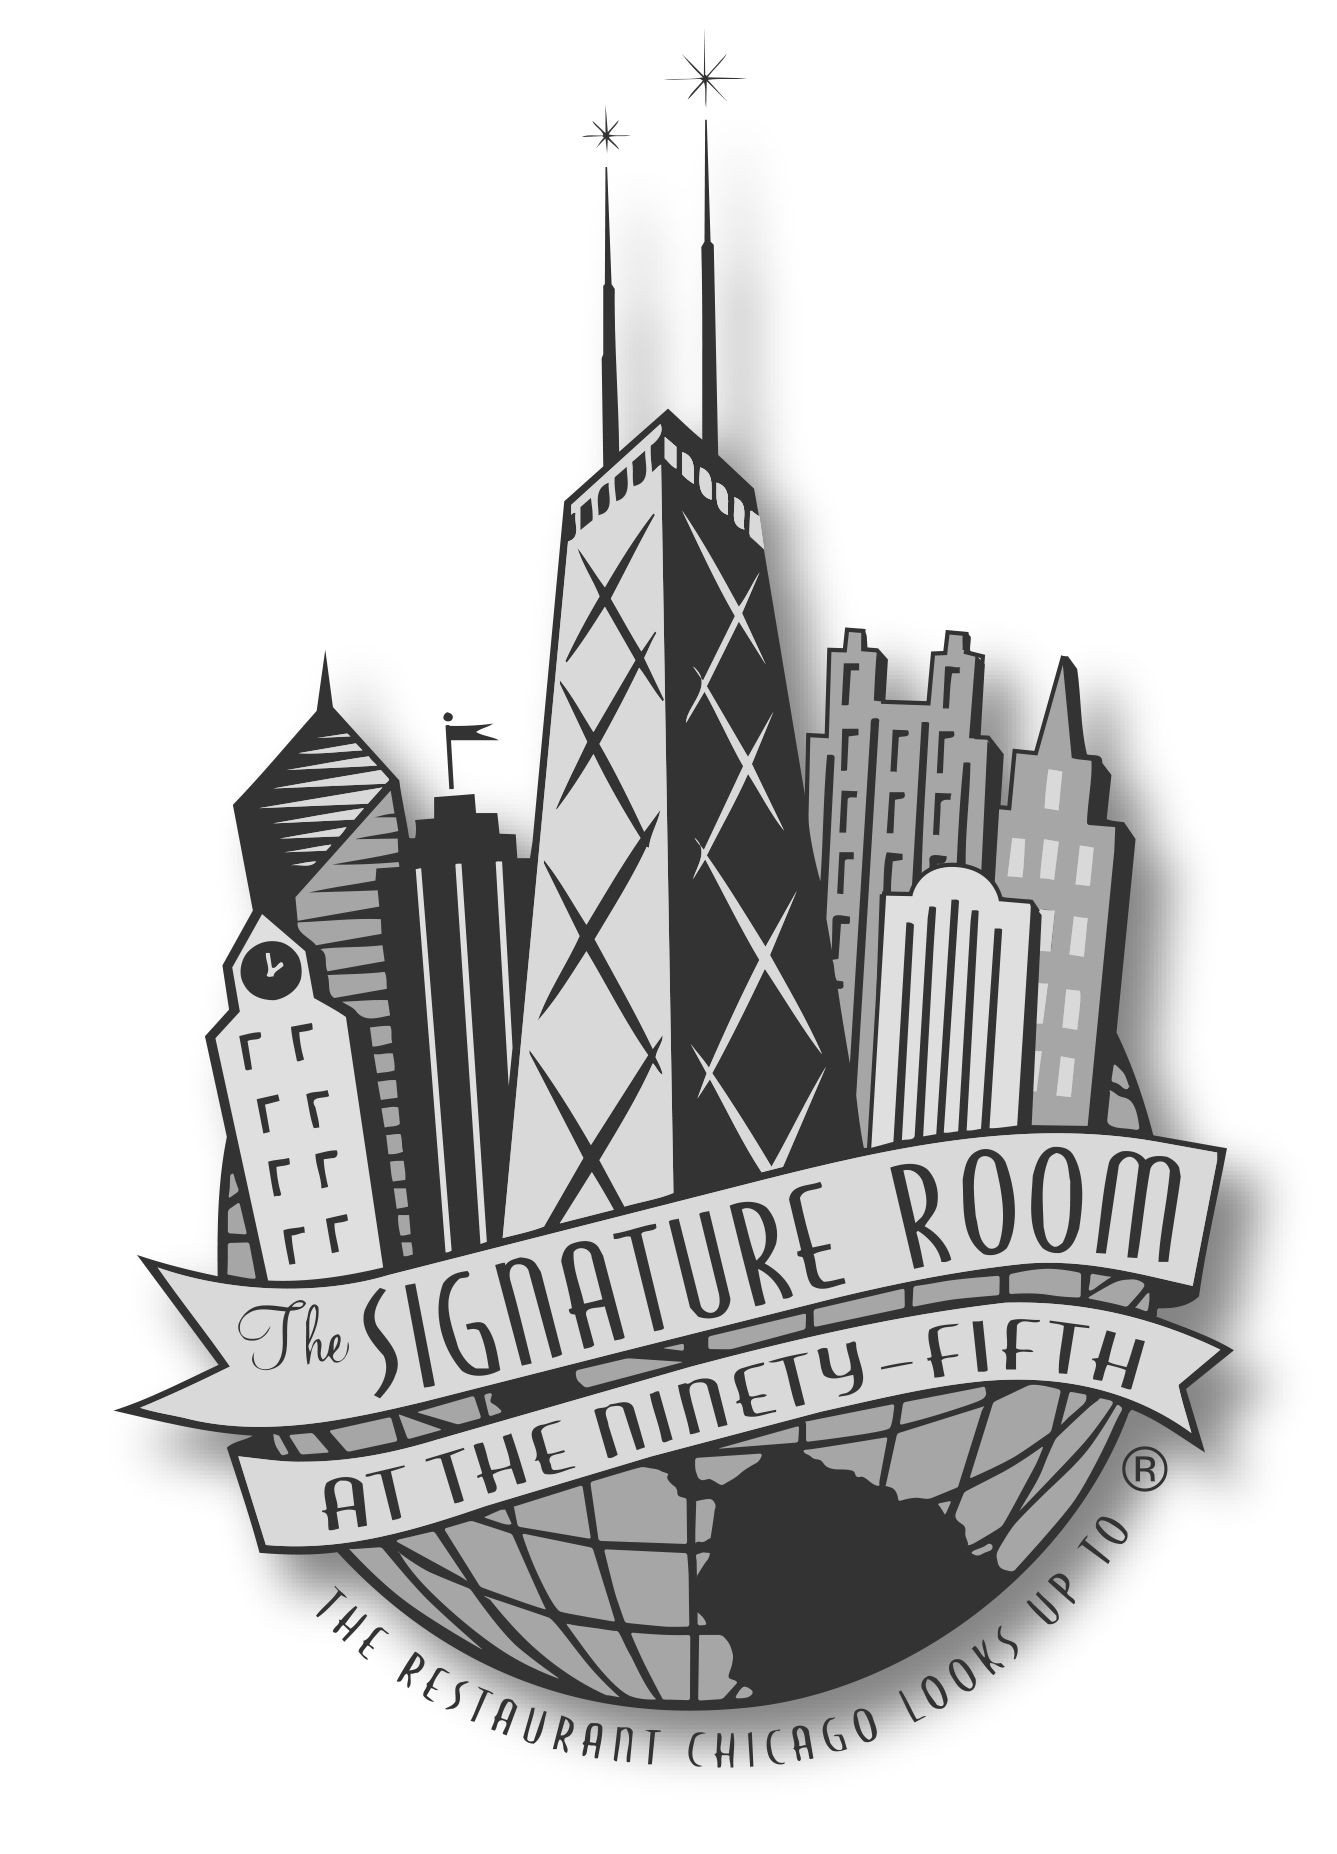 The SIGNATURE ROOM
AT THE NINETY-FIFTH
®
THE RESTAURANT CHICAGO LOOKS UP TO